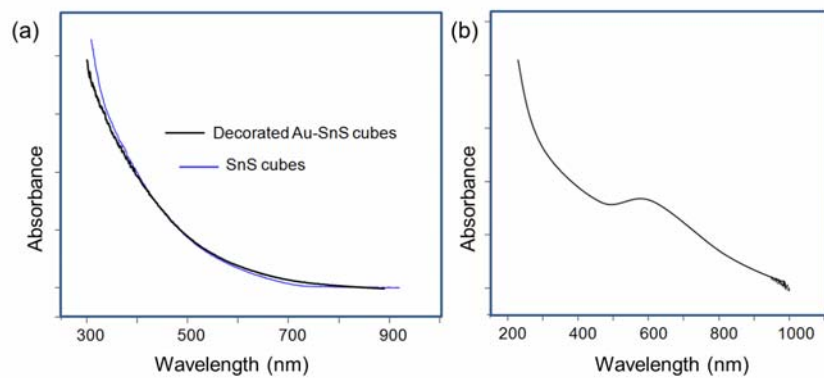 (a)
Absorbance
Decorated Au-SnS cubes
SnS cubes
300 500 700 900
Wavelength (nm)
(b)
Absorbance
200 400 600 800 1000
Wavelength (nm)